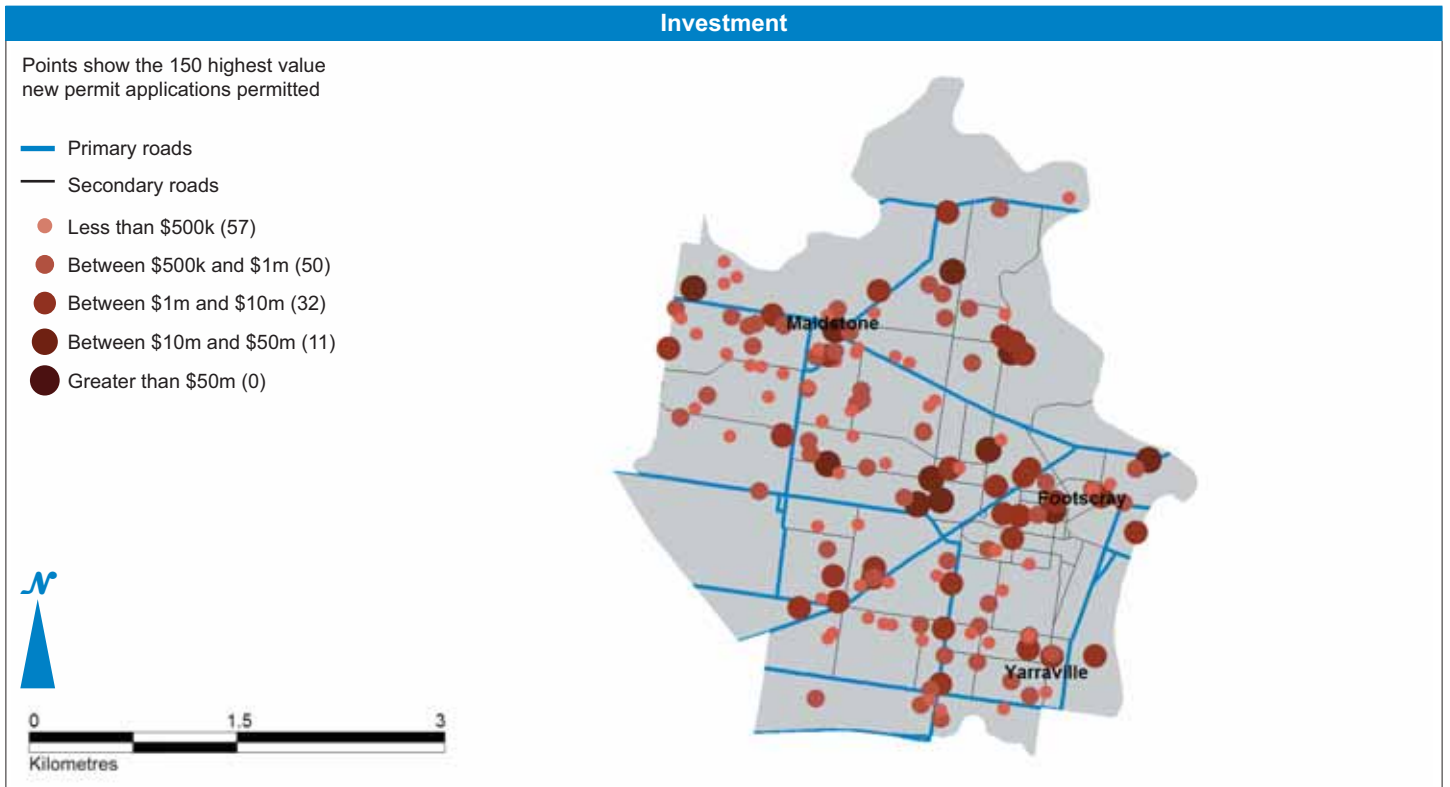 Investment
Points show the 150 highest value
new permit applications permitted
Primary roads
Secondary roads
Less than $500k (57)
Between $500k and $1m (50)
Between $1m and $10m (32)
Between $10m and $50m (11)
Greater than $50m (0)
Maidstone
Footscray
Yarraville
N
0 1.5 3
Kilometres